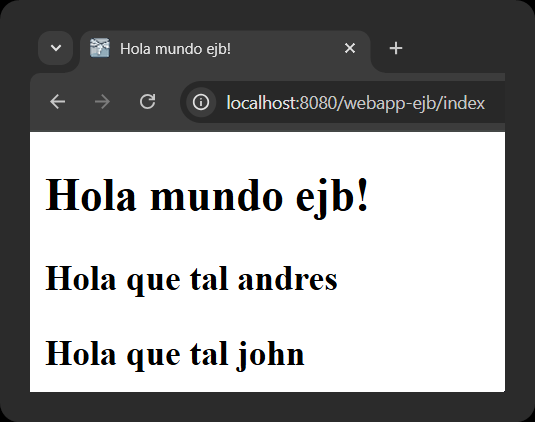 Hola mundo ejb!
localhost:8080/webapp-ejb/index
Hola mundo ejb!
Hola que tal andres
Hola que tal john